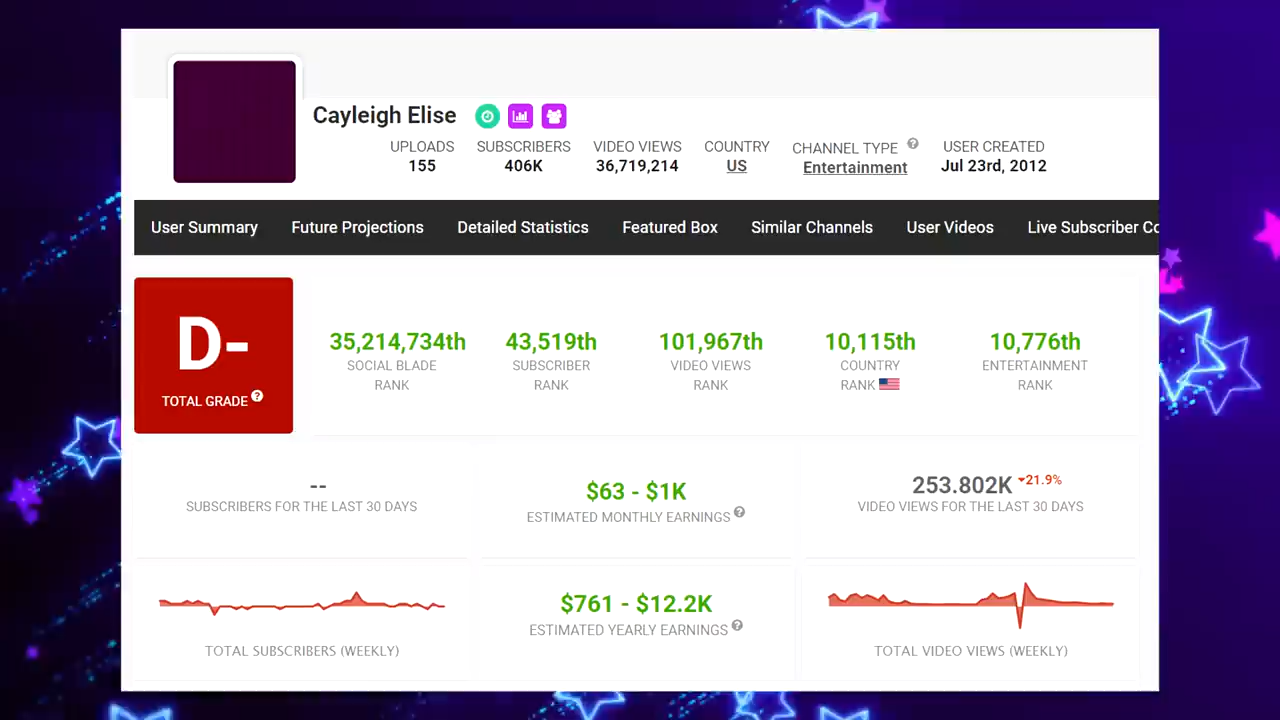 Cayleigh Elise
UPLOADS SUBSCRIBERS VIDEO VIEWS COUNTRY CHANNEL TYPE ? USER CREATED
155 406K 36,719,214 US Entertainment Jul 23rd, 2012
User Summary Future Projections Detailed Statistics Featured Box Similar Channels User Videos Live Subscriber Co
D-
TOTAL GRADE ?
35,214,734th 43,519th 101,967th 10,115th 10,776th
SOCIAL BLADE SUBSCRIBER VIDEO VIEWS COUNTRY ENTERTAINMENT
RANK RANK RANK RANK RANK
-- $63 - $1K 253.802K 21.9%
SUBSCRIBERS FOR THE LAST 30 DAYS ESTIMATED MONTHLY EARNINGS ? VIDEO VIEWS FOR THE LAST 30 DAYS
$761 - $12.2K
ESTIMATED YEARLY EARNINGS ?
TOTAL SUBSCRIBERS (WEEKLY) TOTAL VIDEO VIEWS (WEEKLY)